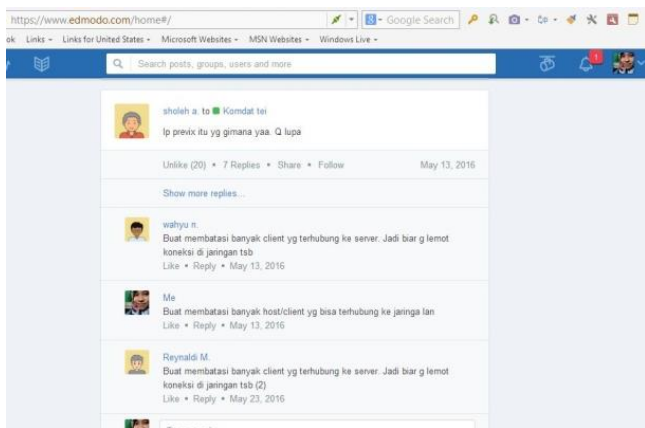 https://www.edmodo.com/home#/
Google Search
ok Links Links for United States Microsoft Websites MSN Websites Windows Live
Search posts, groups, users and more
1
sholeh a. to Komdat tei
Ip previx itu yg gimana yaa. Q lupa
Unlike (20) • 7 Replies • Share • Follow May 13, 2016
Show more replies...
wahyu n.
Buat membatasi banyak client yg terhubung ke server. Jadi biar g lemot
koneksi di jaringan tsb
Like • Reply • May 13, 2016
Me
Buat membatasi banyak host/client yg bisa terhubung ke jaringa lan
Like • Reply • May 13, 2016
Reynaldi M.
Buat membatasi banyak client yg terhubung ke server. Jadi biar g lemot
koneksi di jaringan tsb (2)
Like • Reply • May 23, 2016